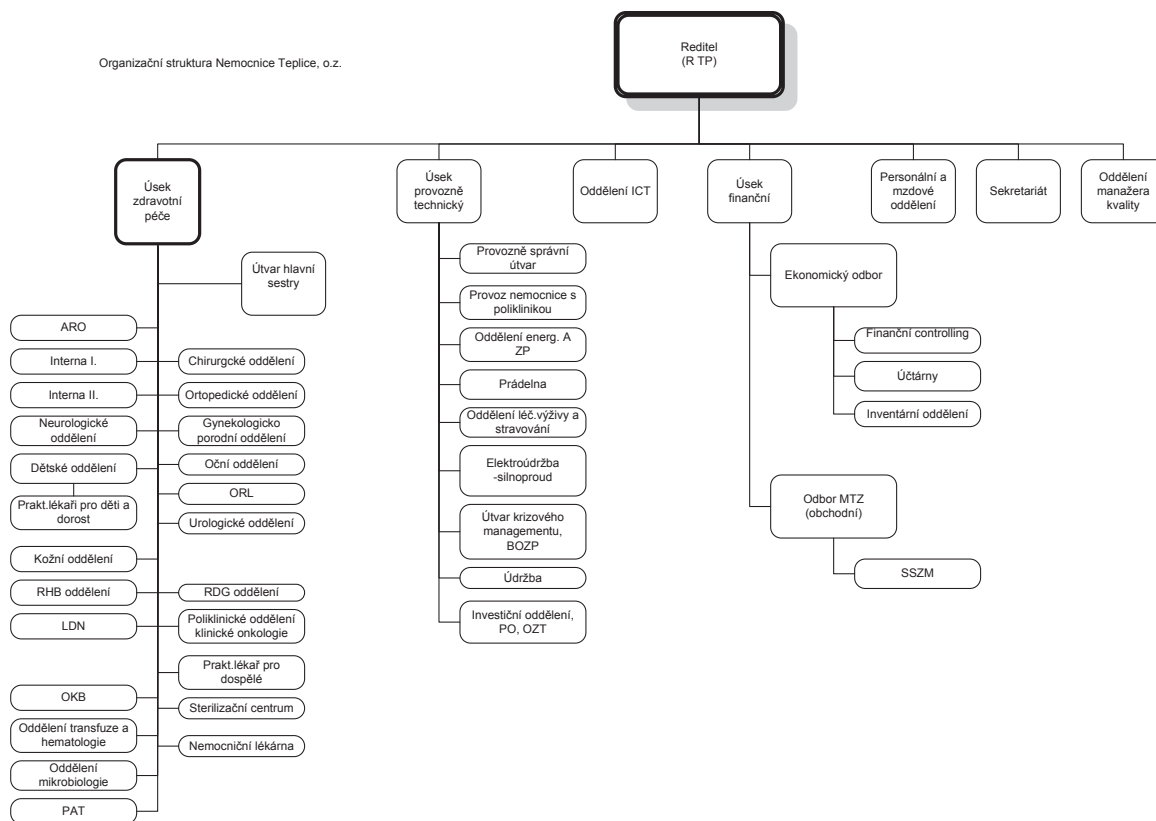 Organizační struktura Nemocnice Teplice, o.z.
Reditel
(R TP)
Úsek
zdravotní
péče
Úsek
provozně
technický
Oddělení ICT
Úsek
finanční
Personální a
mzdové
oddělení
Sekretariát
Oddělení
manažera
kvality
Útvar hlavní
sestry
ARO
Interna I.
Chirurgcké oddělení
Interna II.
Ortopedické oddělení
Neurologické
oddělení
Gynekologicko
porodní oddělení
Dětské oddělení
Oční oddělení
Prakt.lékaři pro děti a
dorost
ORL
Urologické oddělení
Kožní oddělení
RHB oddělení
RDG oddělení
LDN
Poliklinické oddělení
klinické onkologie
Prakt.lékař pro
dospělé
OKB
Sterilizační centrum
Oddělení transfuze a
hematologie
Nemocniční lékárna
Oddělení
mikrobiologie
PAT
Provozně správní
útvar
Provoz nemocnice s
poliklinikou
Oddělení energ. A
ZP
Prádelna
Oddělení léč.výživy a
stravování
Elektroúdržba
-silnoproud
Útvar krizového
managementu,
BOZP
Údržba
Investiční oddělení,
PO, OZT
Ekonomický odbor
Finanční controlling
Účtárny
Inventární oddělení
Odbor MTZ
(obchodní)
SSZM